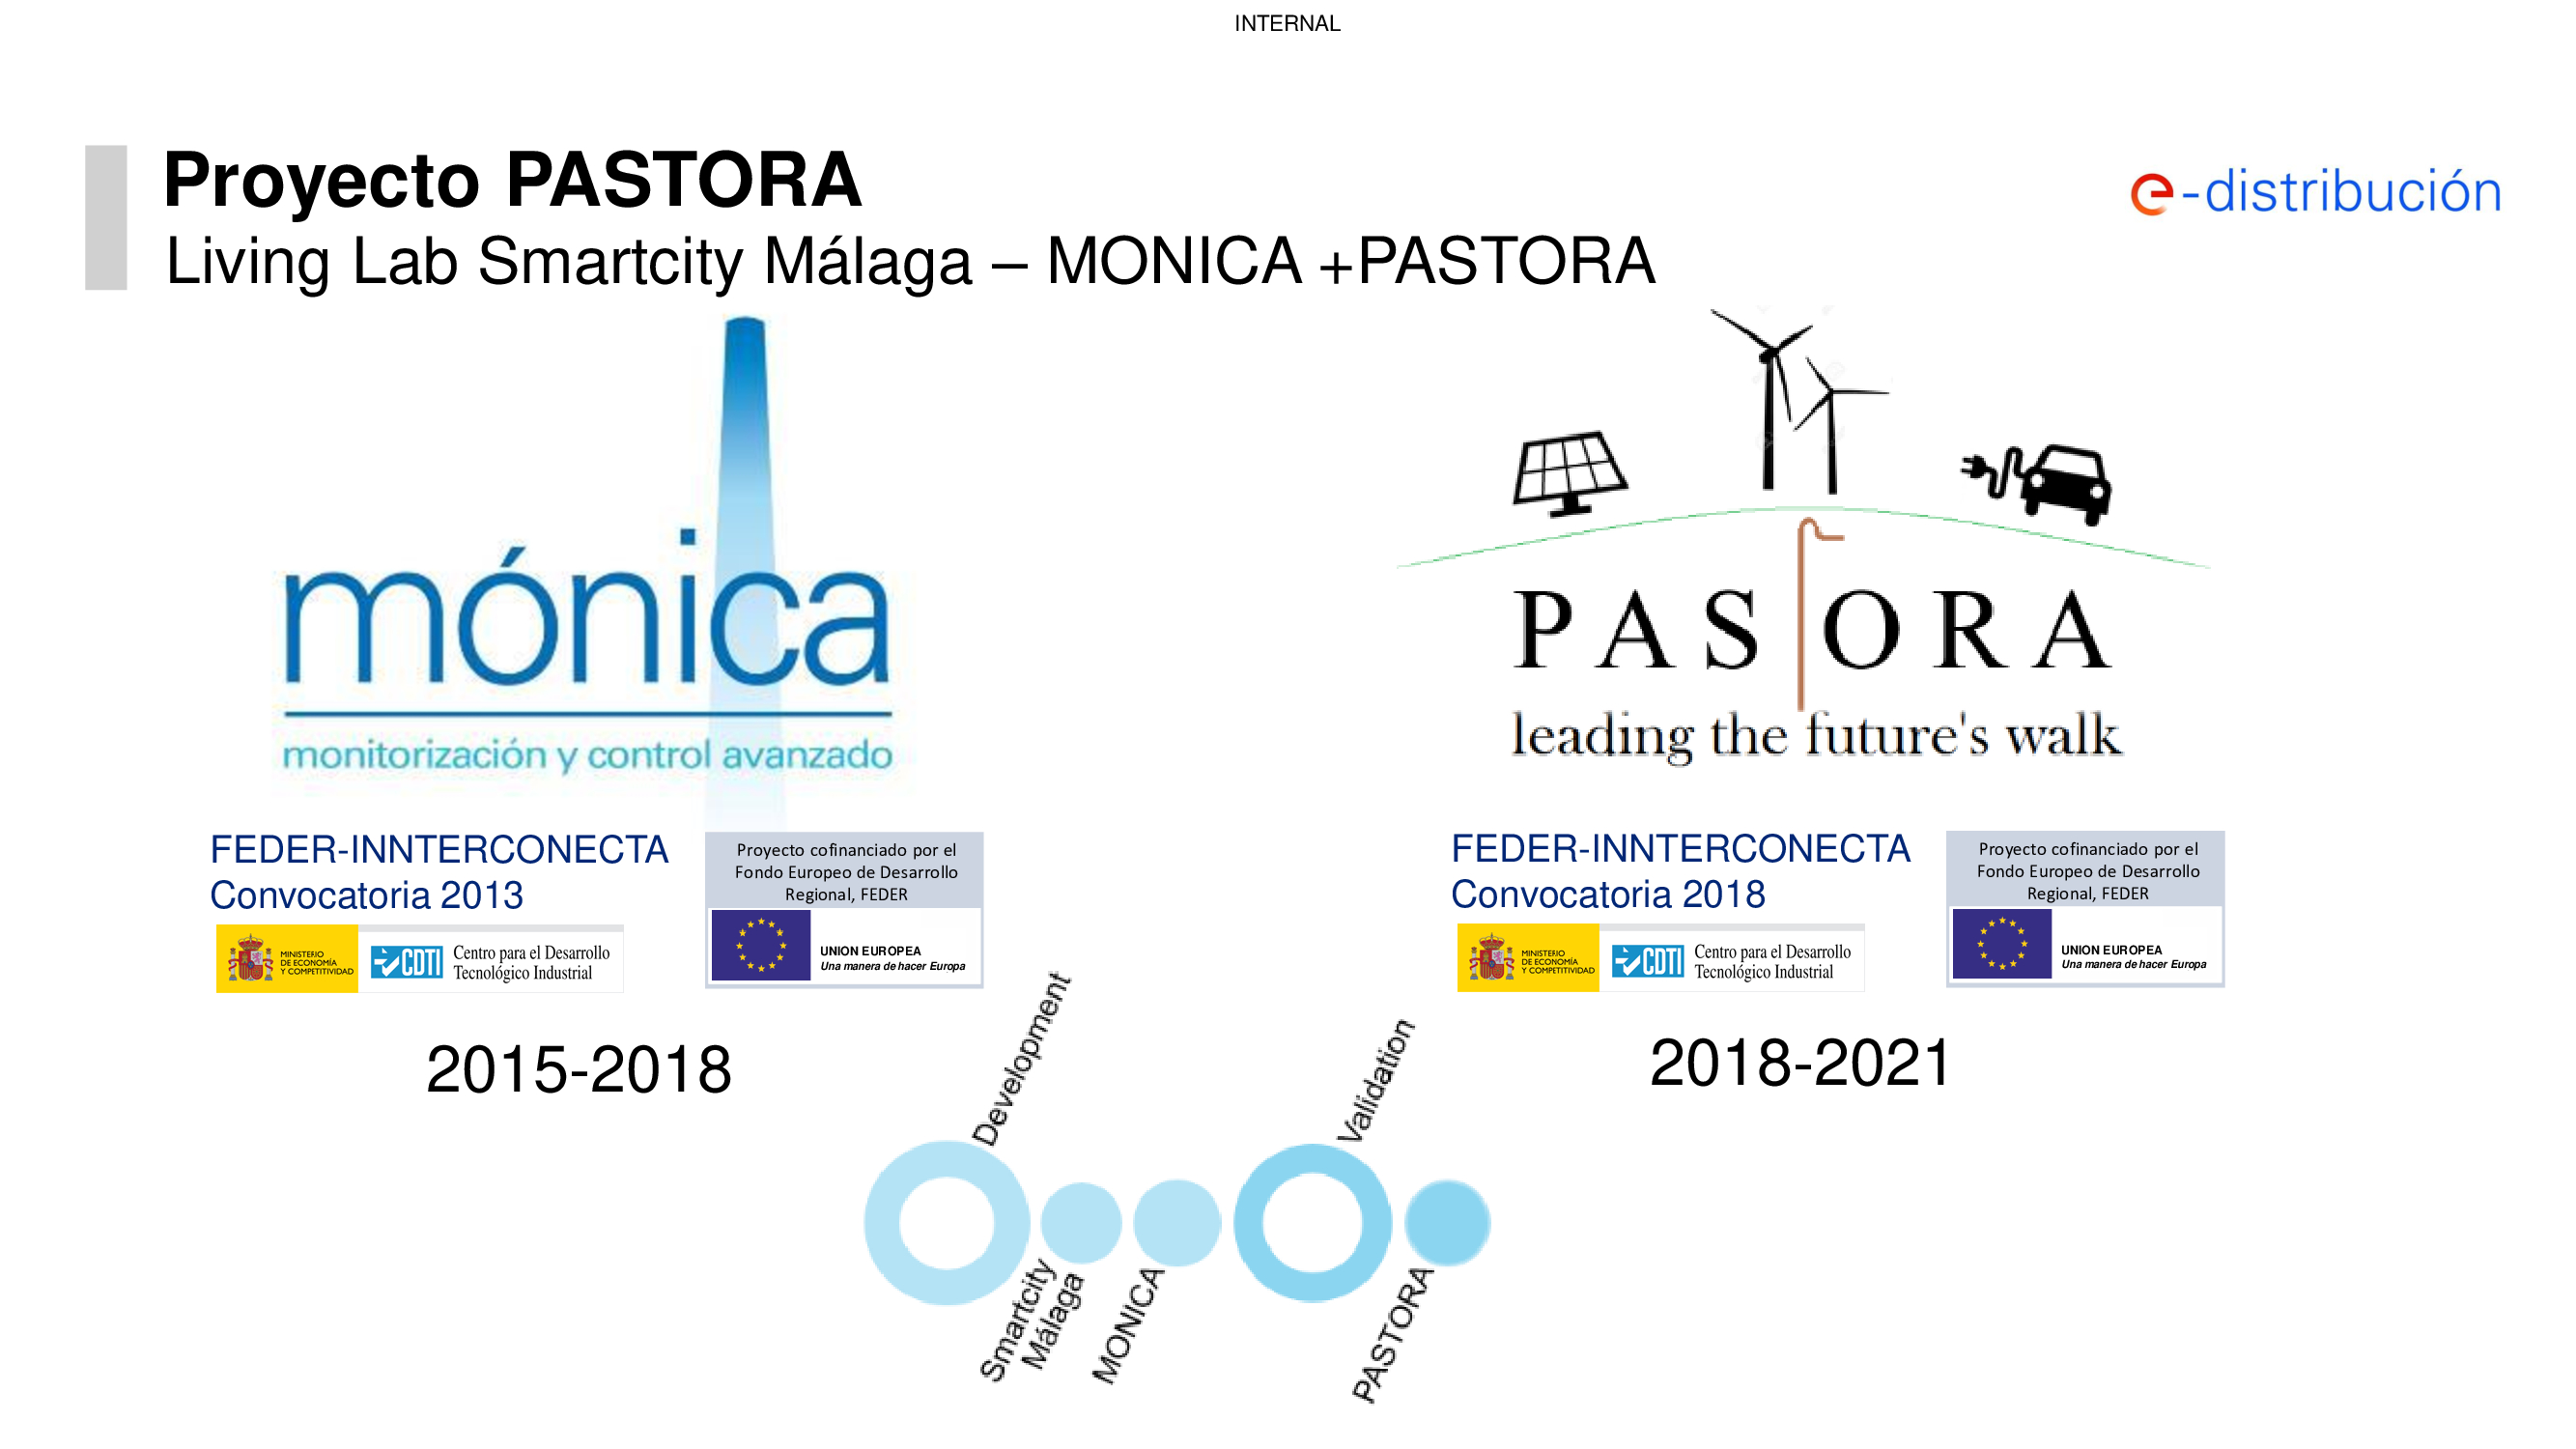 INTERNAL
Proyecto PASTORA
Living Lab Smartcity Málaga – MONICA +PASTORA
e-distribución
mónica
monitorización y control avanzado
PASTORA
leading the future's walk
FEDER-INNTERCONECTA
Convocatoria 2013
MINISTERIO
DE ECONOMÍA
Y COMPETITIVIDAD
CDTI
Centro para el Desarrollo
Tecnológico Industrial
Proyecto cofinanciado por el
Fondo Europeo de Desarrollo
Regional, FEDER
UNION EUROPEA
Una manera de hacer Europa
2015-2018
FEDER-INNTERCONECTA
Convocatoria 2018
MINISTERIO
DE ECONOMÍA
Y COMPETITIVIDAD
CDTI
Centro para el Desarrollo
Tecnológico Industrial
Proyecto cofinanciado por el
Fondo Europeo de Desarrollo
Regional, FEDER
UNION EUROPEA
Una manera de hacer Europa
2018-2021
Development
Smartcity
Málaga
MONICA
Validation
PASTORA